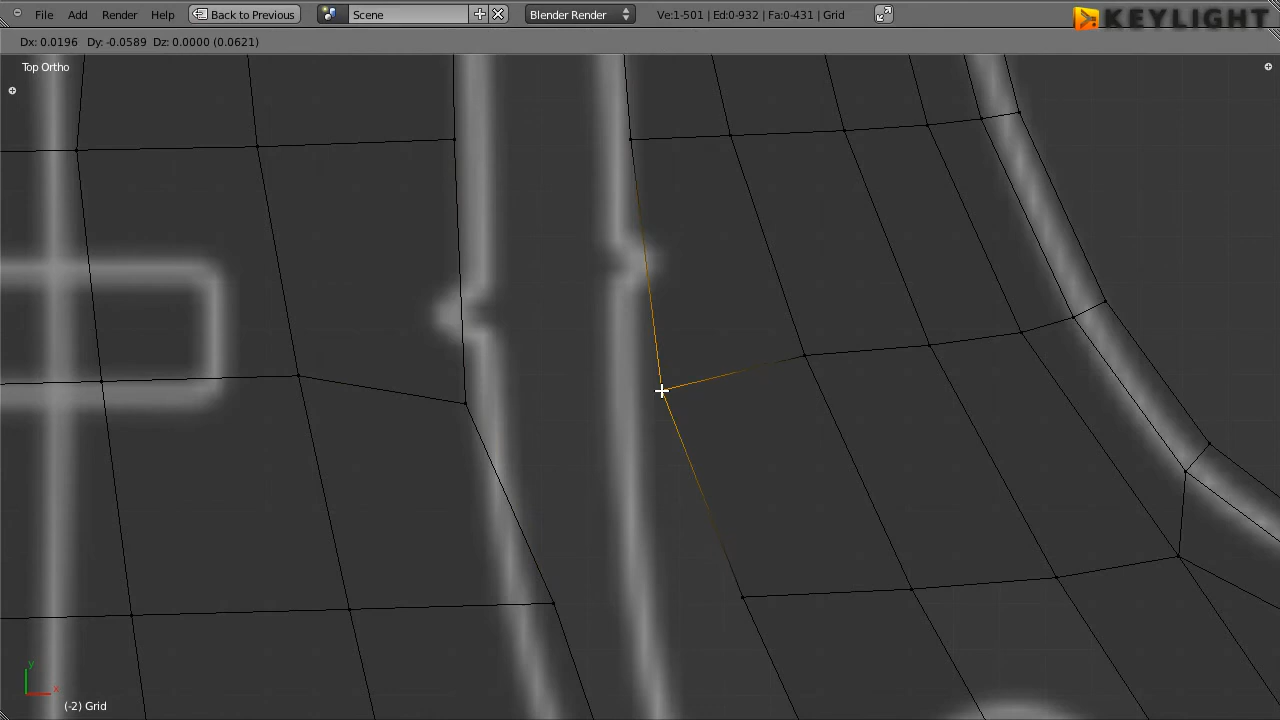 File Add Render Help Back to Previous Scene Blender Render Ve:1-501 | Ed:0-932 | Fa:0-431 | Grid KEYLIGHT
Dx: 0.0196 Dy: -0.0589 Dz: 0.0000 (0.0621)
Top Ortho
y
x
(-2) Grid